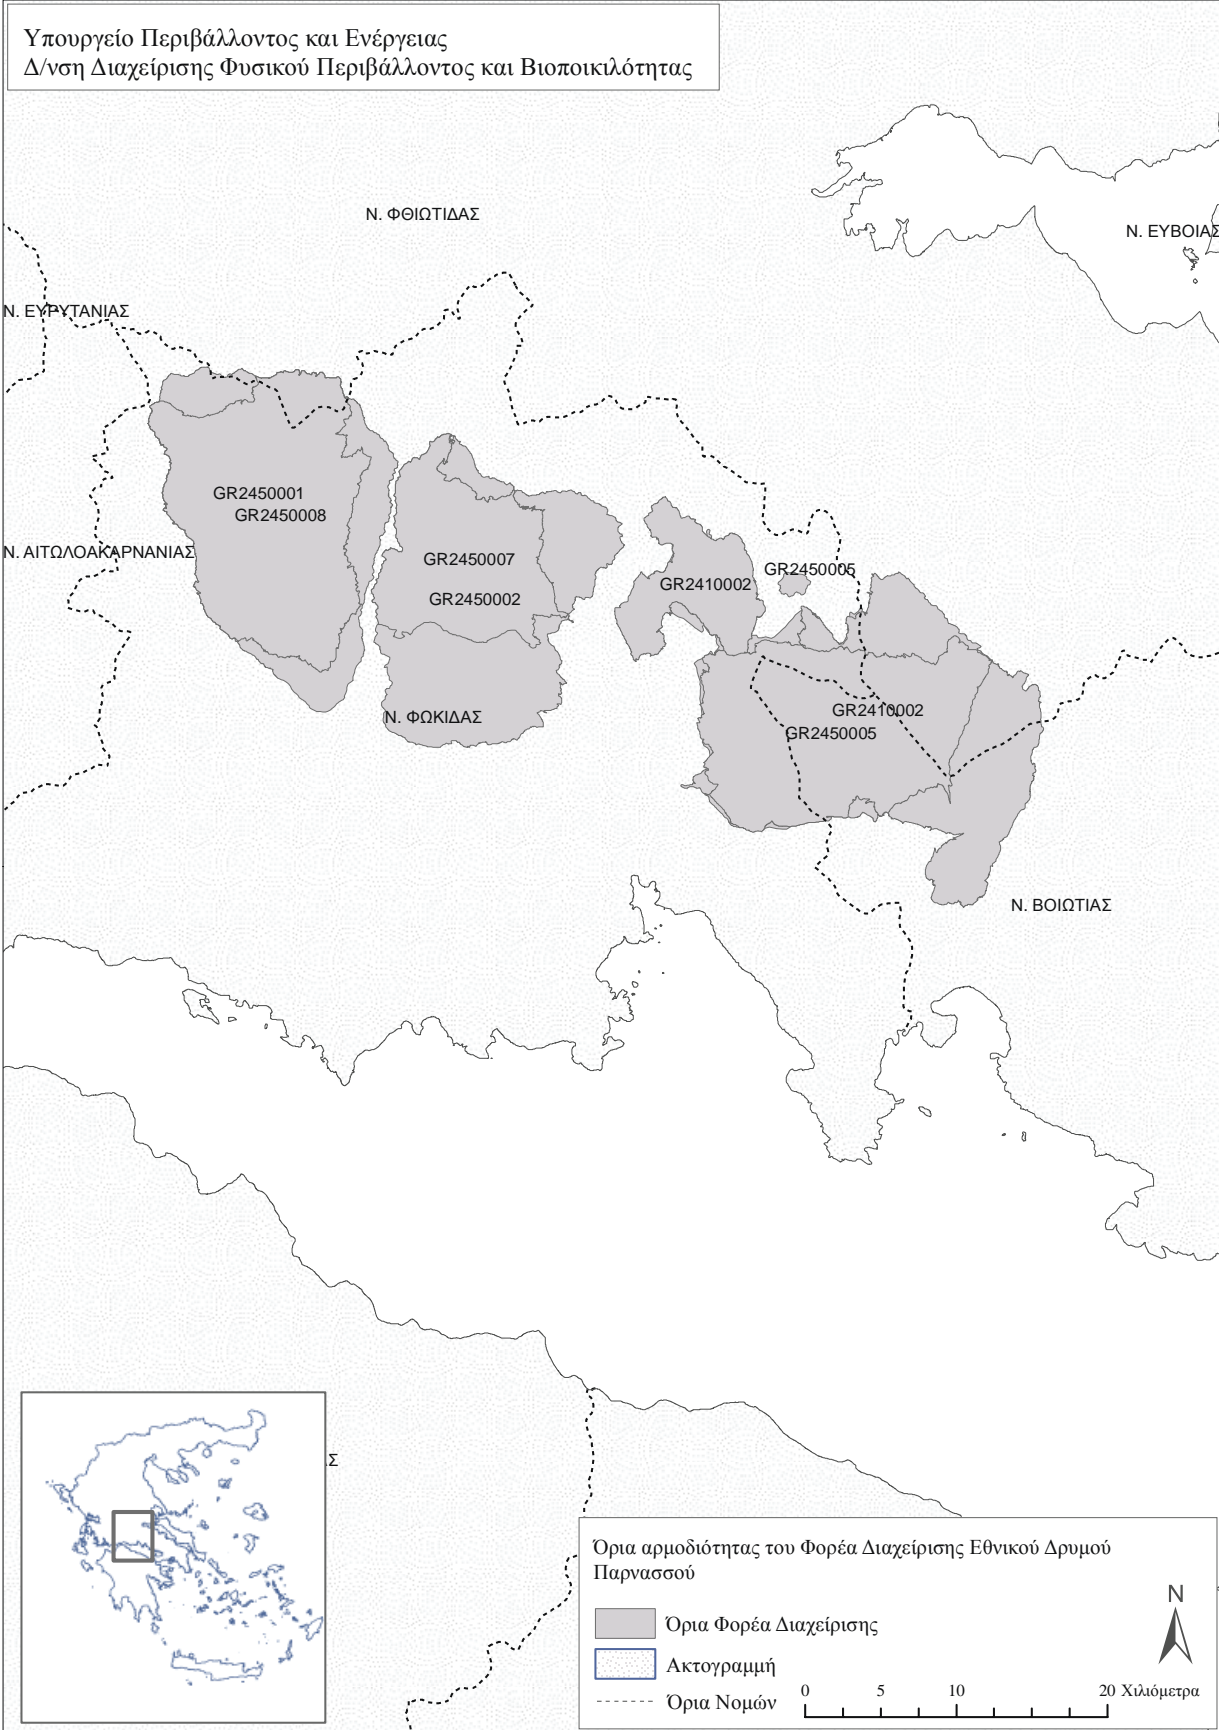 Υπουργείο Περιβάλλοντος και Ενέργειας
Δ/νση Διαχείρισης Φυσικού Περιβάλλοντος και Βιοποικιλότητας
Ν. ΦΘΙΩΤΙΔΑΣ
Ν. ΕΥΒΟΙΑΣ
Ν. ΕΥΡΥΤΑΝΙΑΣ
GR2450001
GR2450008
Ν. ΑΙΤΩΛΟΑΚΑΡΝΑΝΙΑΣ
GR2450007
GR2450002
GR2410002
GR2450005
Ν. ΦΩΚΙΔΑΣ
GR2410002
GR2450005
Ν. ΒΟΙΩΤΙΑΣ
Σ
Όρια αρμοδιότητας του Φορέα Διαχείρισης Εθνικού Δρυμού
Παρνασσού
Όρια Φορέα Διαχείρισης
Ακτογραμμή
Όρια Νομών
N
0 5 10 20 Χιλιόμετρα